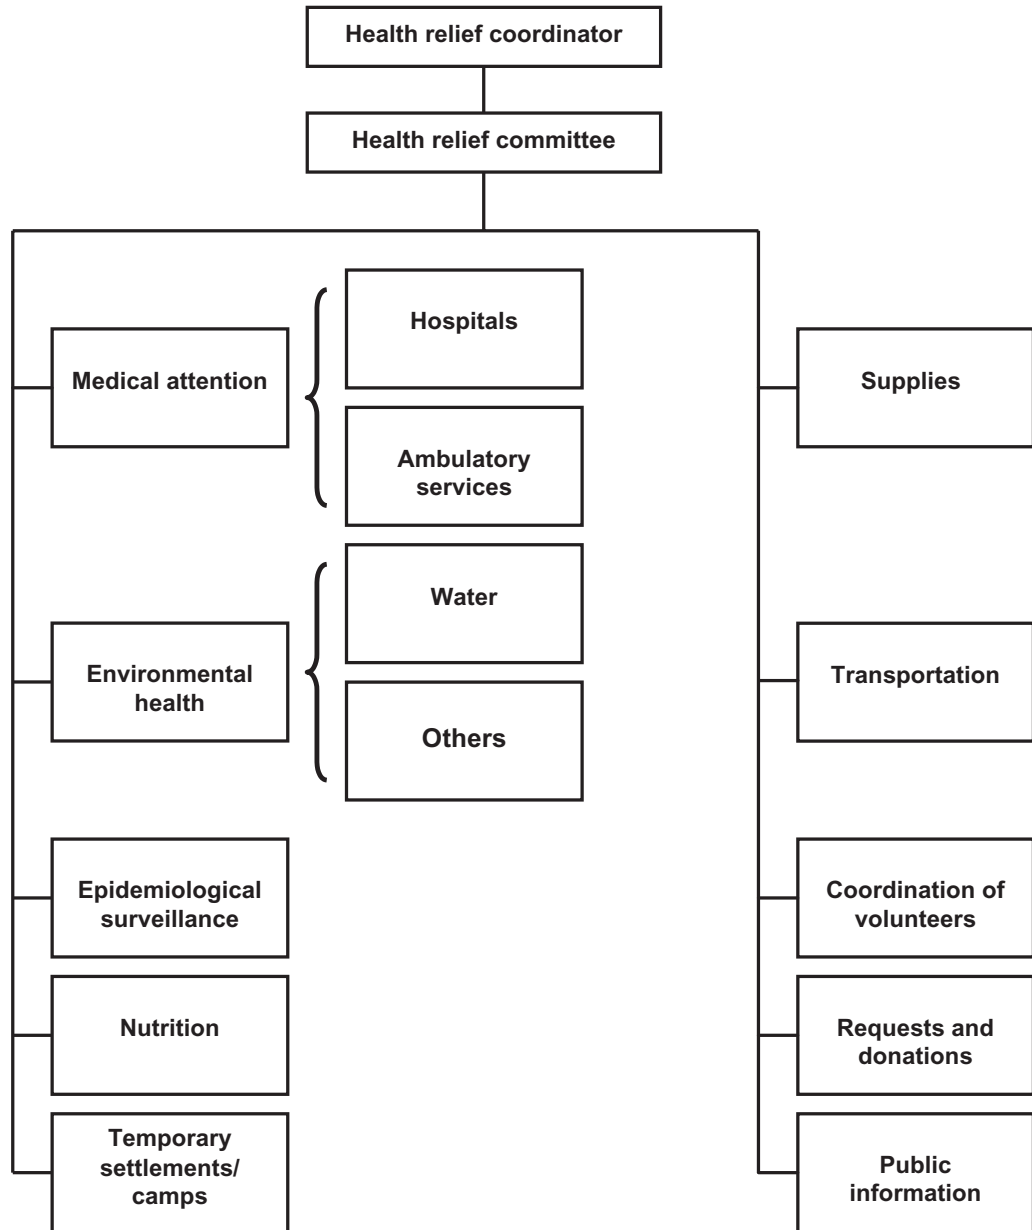 Health relief coordinator
Health relief committee
Hospitals
Medical attention
Ambulatory
services
Supplies
Water
Environmental
health
Others
Transportation
Epidemiological
surveillance
Coordination of
volunteers
Nutrition
Requests and
donations
Temporary
settlements/
camps
Public
information